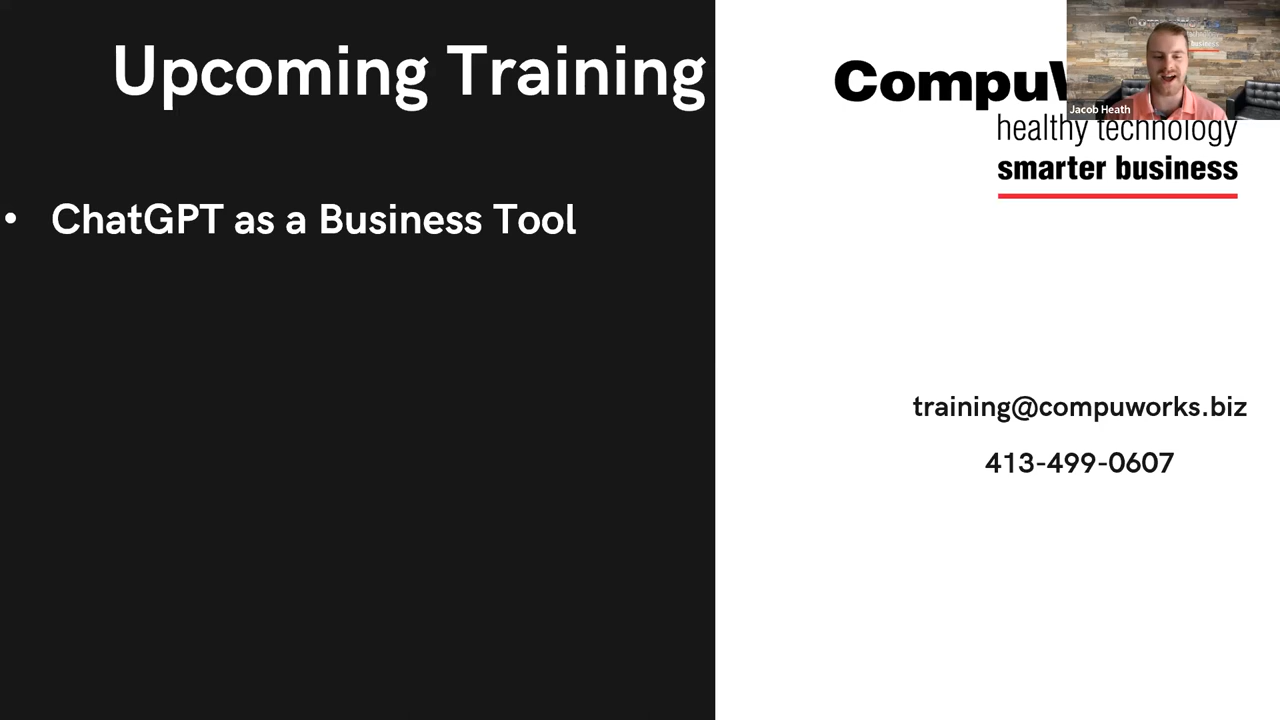 Upcoming Training
• ChatGPT as a Business Tool
Jacob Heath
healthy technology
smarter business
training@compuworks.biz
413-499-0607